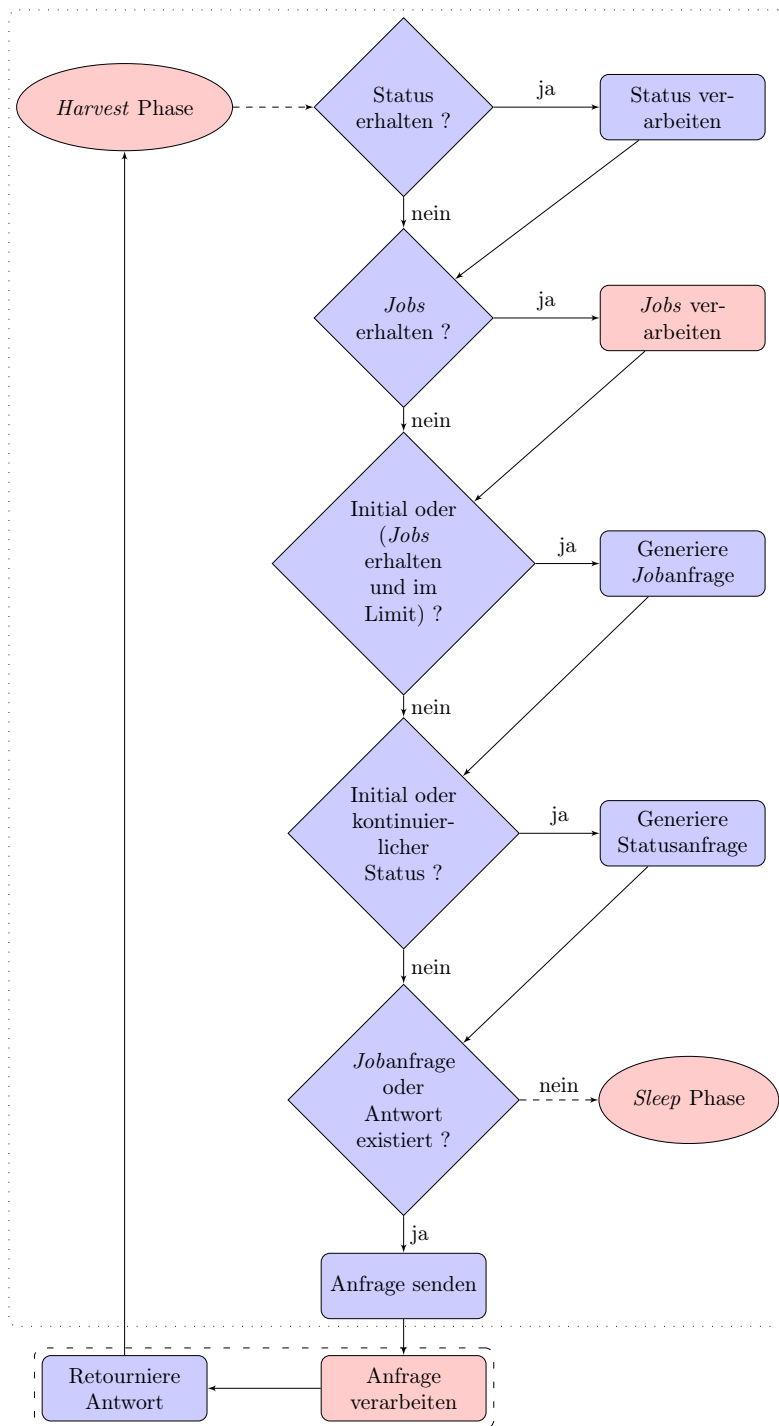 Harvest Phase
Status
erhalten ?
ja
Status ver-
arbeiten
nein
Jobs
erhalten ?
ja
Jobs ver-
arbeiten
nein
Initial oder
(Jobs
erhalten
und im
Limit) ?
ja
Generiere
Jobanfrage
nein
Initial oder
kontinuier-
licher
Status ?
ja
Generiere
Statusanfrage
nein
Jobanfrage
oder
Antwort
existiert ?
nein
Sleep Phase
ja
Anfrage senden
Retourniere
Antwort
Anfrage
verarbeiten